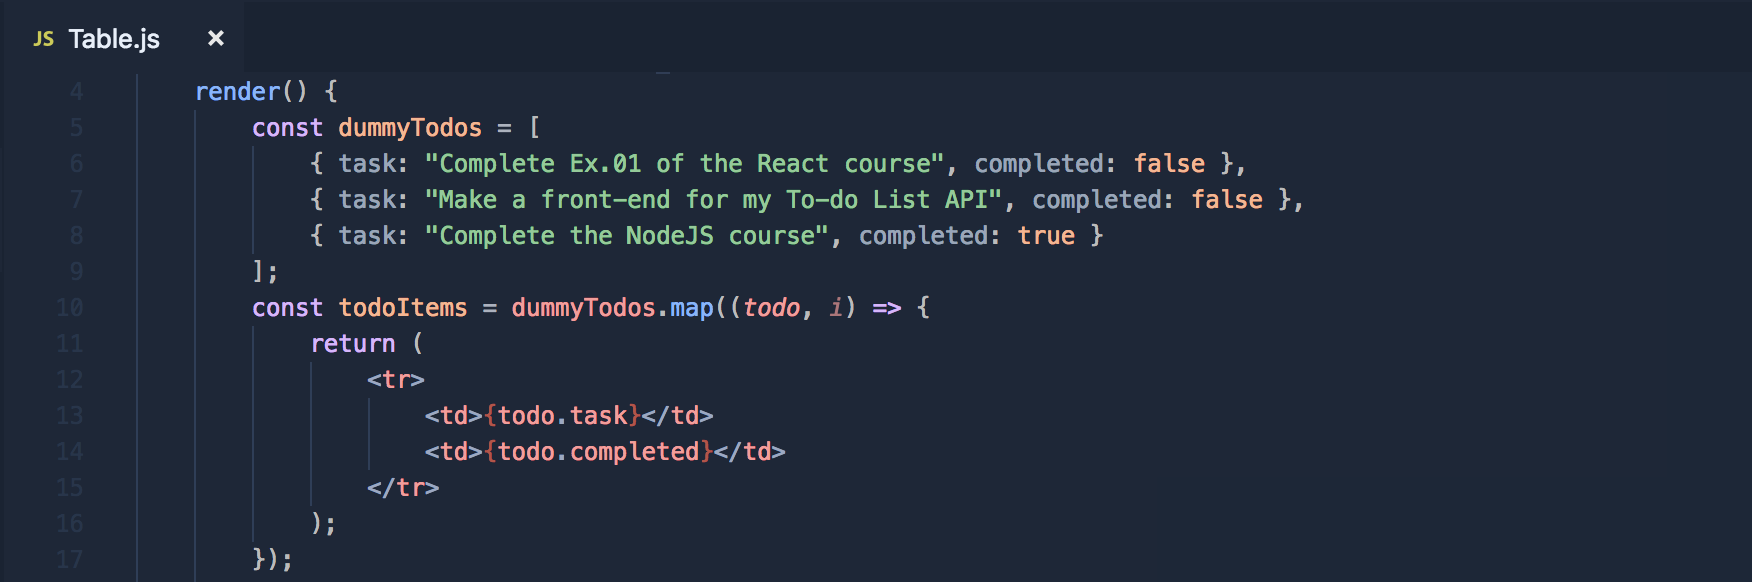 JS Table.js ×
4 render() {
5 const dummyTodos = [
6 { task: "Complete Ex.01 of the React course", completed: false },
7 { task: "Make a front-end for my To-do List API", completed: false },
8 { task: "Complete the NodeJS course", completed: true }
9 ];
10 const todoItems = dummyTodos.map((todo, i) => {
11 return (
12 <tr>
13 <td>{todo.task}</td>
14 <td>{todo.completed}</td>
15 </tr>
16 );
17 });